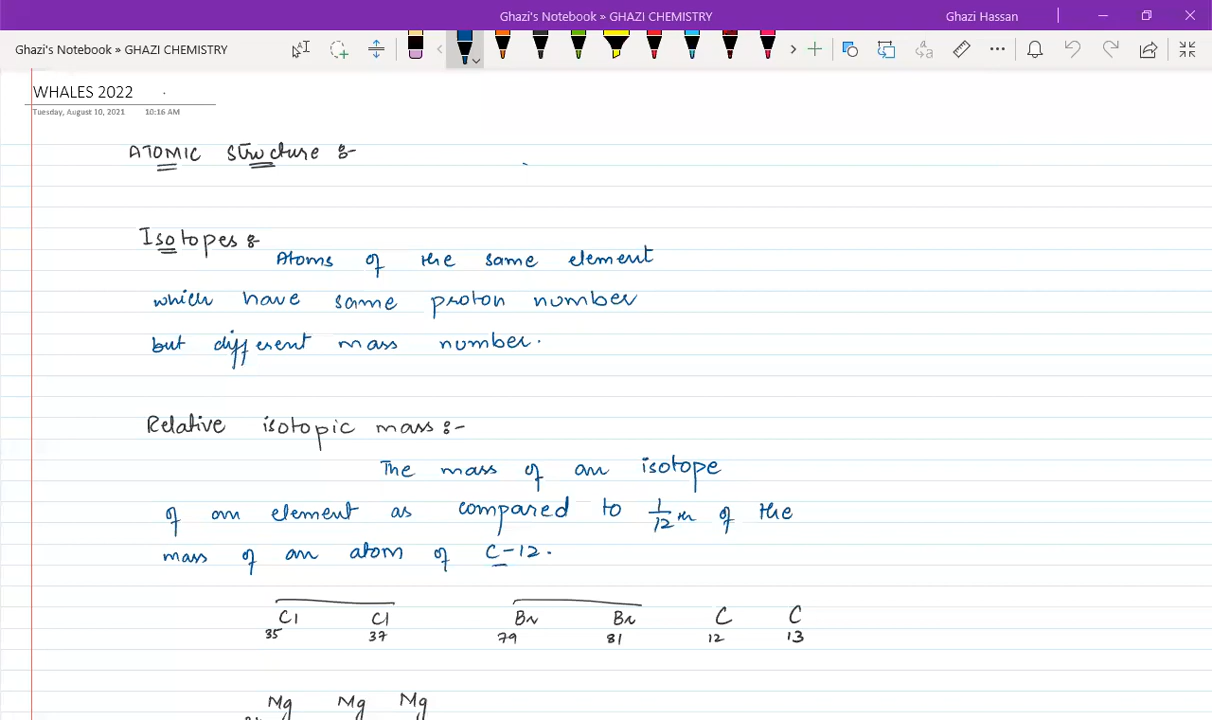 Ghazi's Notebook » GHAZI CHEMISTRY
Ghazi Hassan
Ghazi's Notebook » GHAZI CHEMISTRY
WHALES 2022
Tuesday, August 10, 2021 10:16 AM
ATOMIC Structure :-
Isotopes :-
Atoms of the same element
which have same proton number
but different mass number.
Relative isotopic mass :-
The mass of an isotope
of an element as compared to 1/12 th of the
mass of an atom of C-12.
Cl Cl Br Br C C
35 37 79 81 12 13
Mg Mg Mg